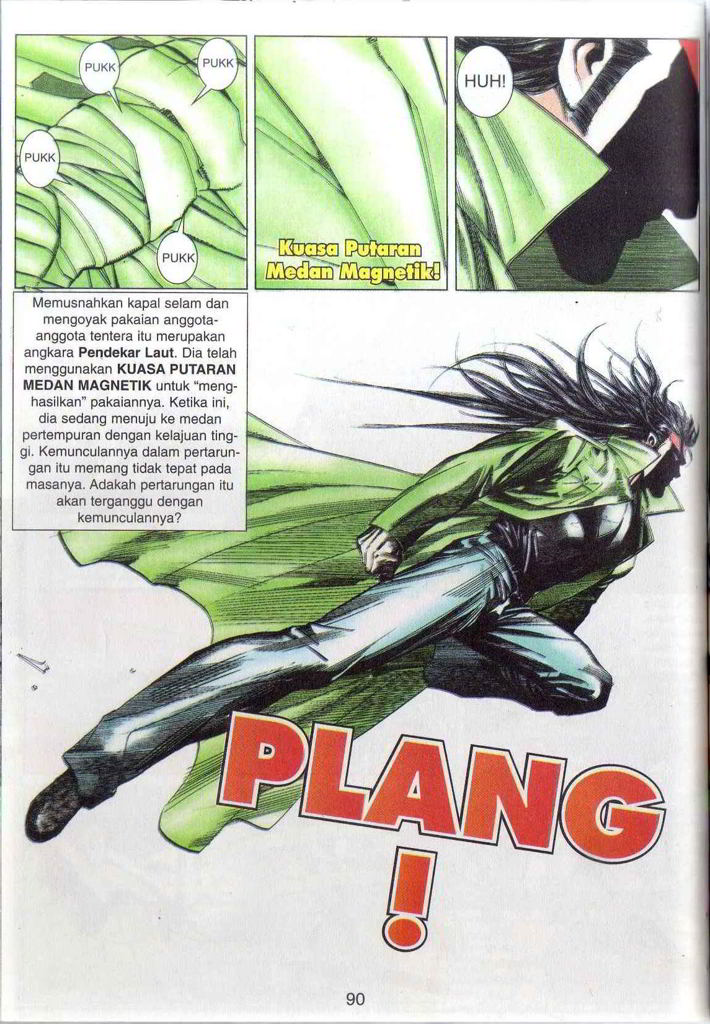 PUKK
PUKK
PUKK
PUKK
Kuasa Putaran
Medan Magnetik!
HUH!
Memusnahkan kapal selam dan
mengoyak pakaian anggota-
anggota tentera itu merupakan
angkara Pendekar Laut. Dia telah
menggunakan KUASA PUTARAN
MEDAN MAGNETIK untuk "meng-
hasilkan" pakaiannya. Ketika ini,
dia sedang menuju ke medan
pertempuran dengan kelajuan ting-
gi. Kemunculannya dalam pertarun-
gan itu memang tidak tepat pada
masanya. Adakah pertarungan itu
akan terganggu dengan
kemunculannya?
PLANG
!
90